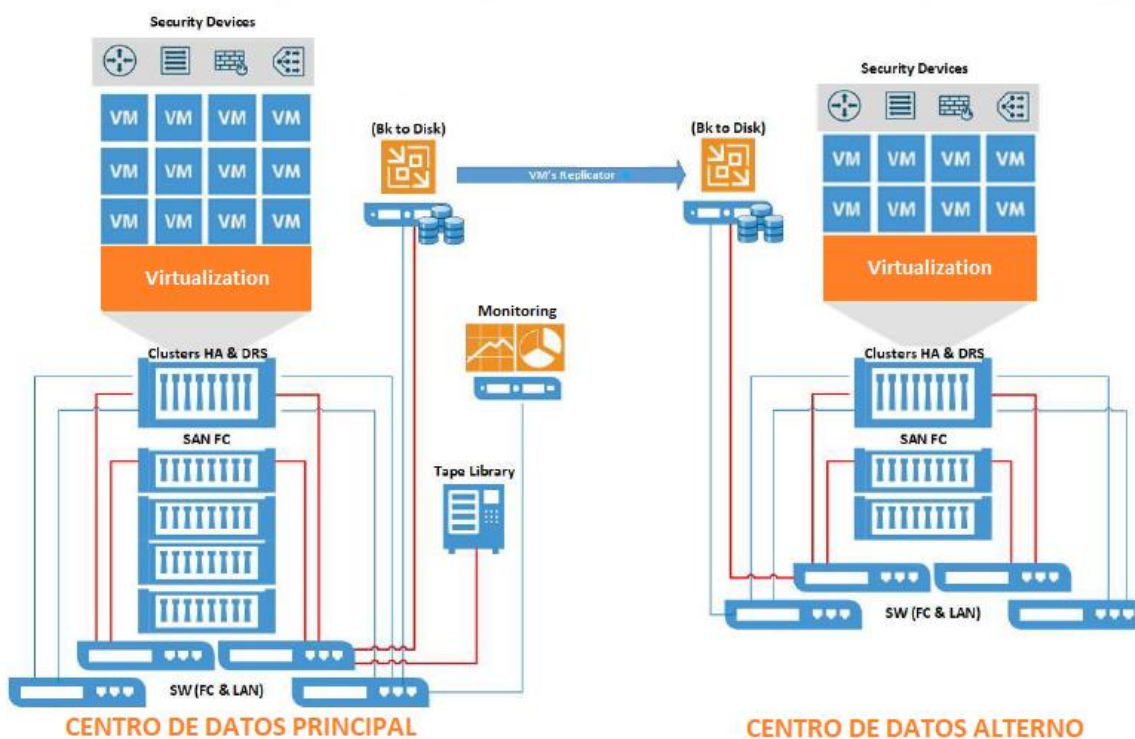 Security Devices
VM VM VM VM
VM VM VM VM
VM VM VM VM
Virtualization
Clusters HA & DRS
SAN FC
SW (FC & LAN)
CENTRO DE DATOS PRINCIPAL
(Bk to Disk)
VM's Replicator
Monitoring
Tape Library
(Bk to Disk)
Security Devices
VM VM VM VM
VM VM VM VM
Virtualization
Clusters HA & DRS
SAN FC
SW (FC & LAN)
CENTRO DE DATOS ALTERNO